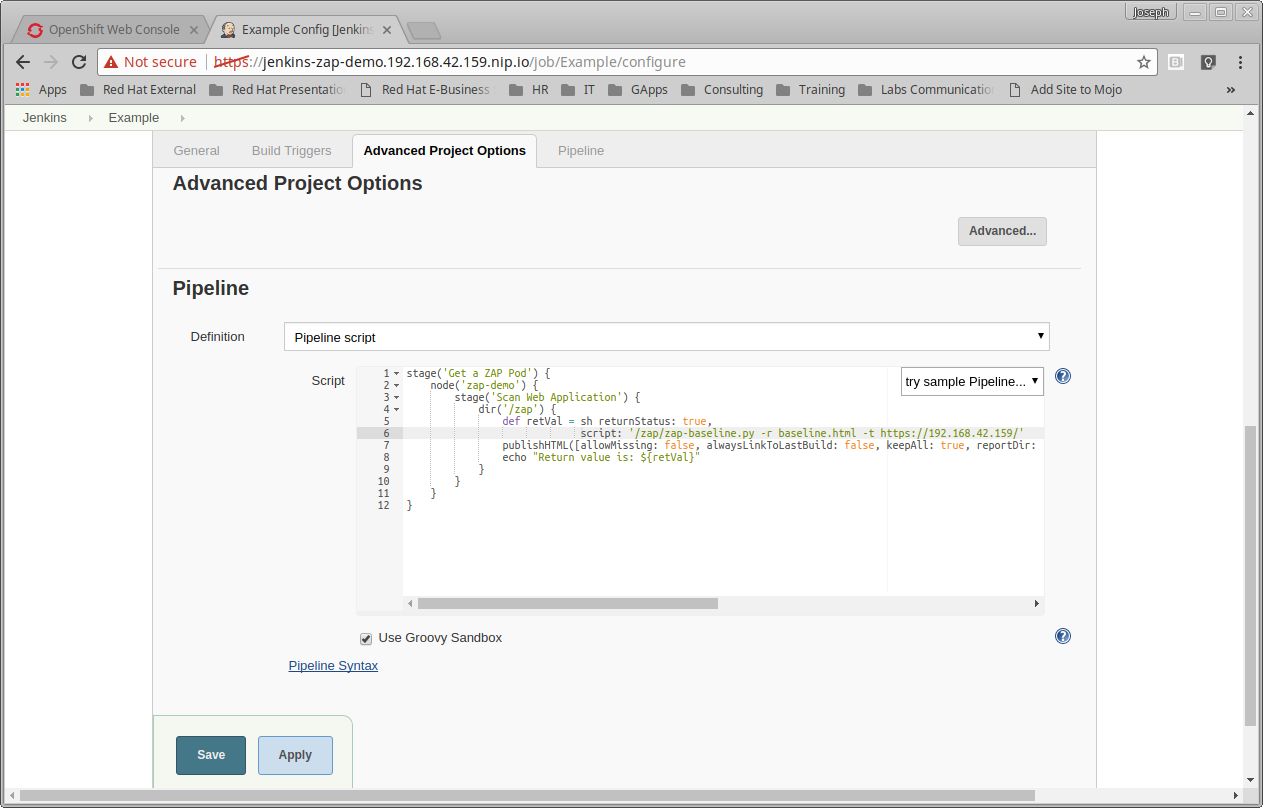 Joseph
OpenShift Web Console
Example Config [Jenkins
Not secure https://jenkins-zap-demo.192.168.42.159.nip.io/job/Example/configure
Apps Red Hat External Red Hat Presentatio Red Hat E-Business HR IT GApps Consulting Training Labs Communicatio Add Site to Mojo »
Jenkins Example
General Build Triggers Advanced Project Options Pipeline
Advanced Project Options
Advanced...
Pipeline
Definition Pipeline script
Script
try sample Pipeline...
1 stage('Get a ZAP Pod') {
2 node('zap-demo') {
3 stage('Scan Web Application') {
4 dir('/zap') {
5 def retVal = sh returnStatus: true,
6 script: '/zap/zap-baseline.py -r baseline.html -t https://192.168.42.159/'
7 publishHTML([allowMissing: false, alwaysLinkToLastBuild: false, keepAll: true, reportDir:
8 echo "Return value is: ${retVal}"
9 }
10 }
11 }
12 }
Use Groovy Sandbox
Pipeline Syntax
Save Apply